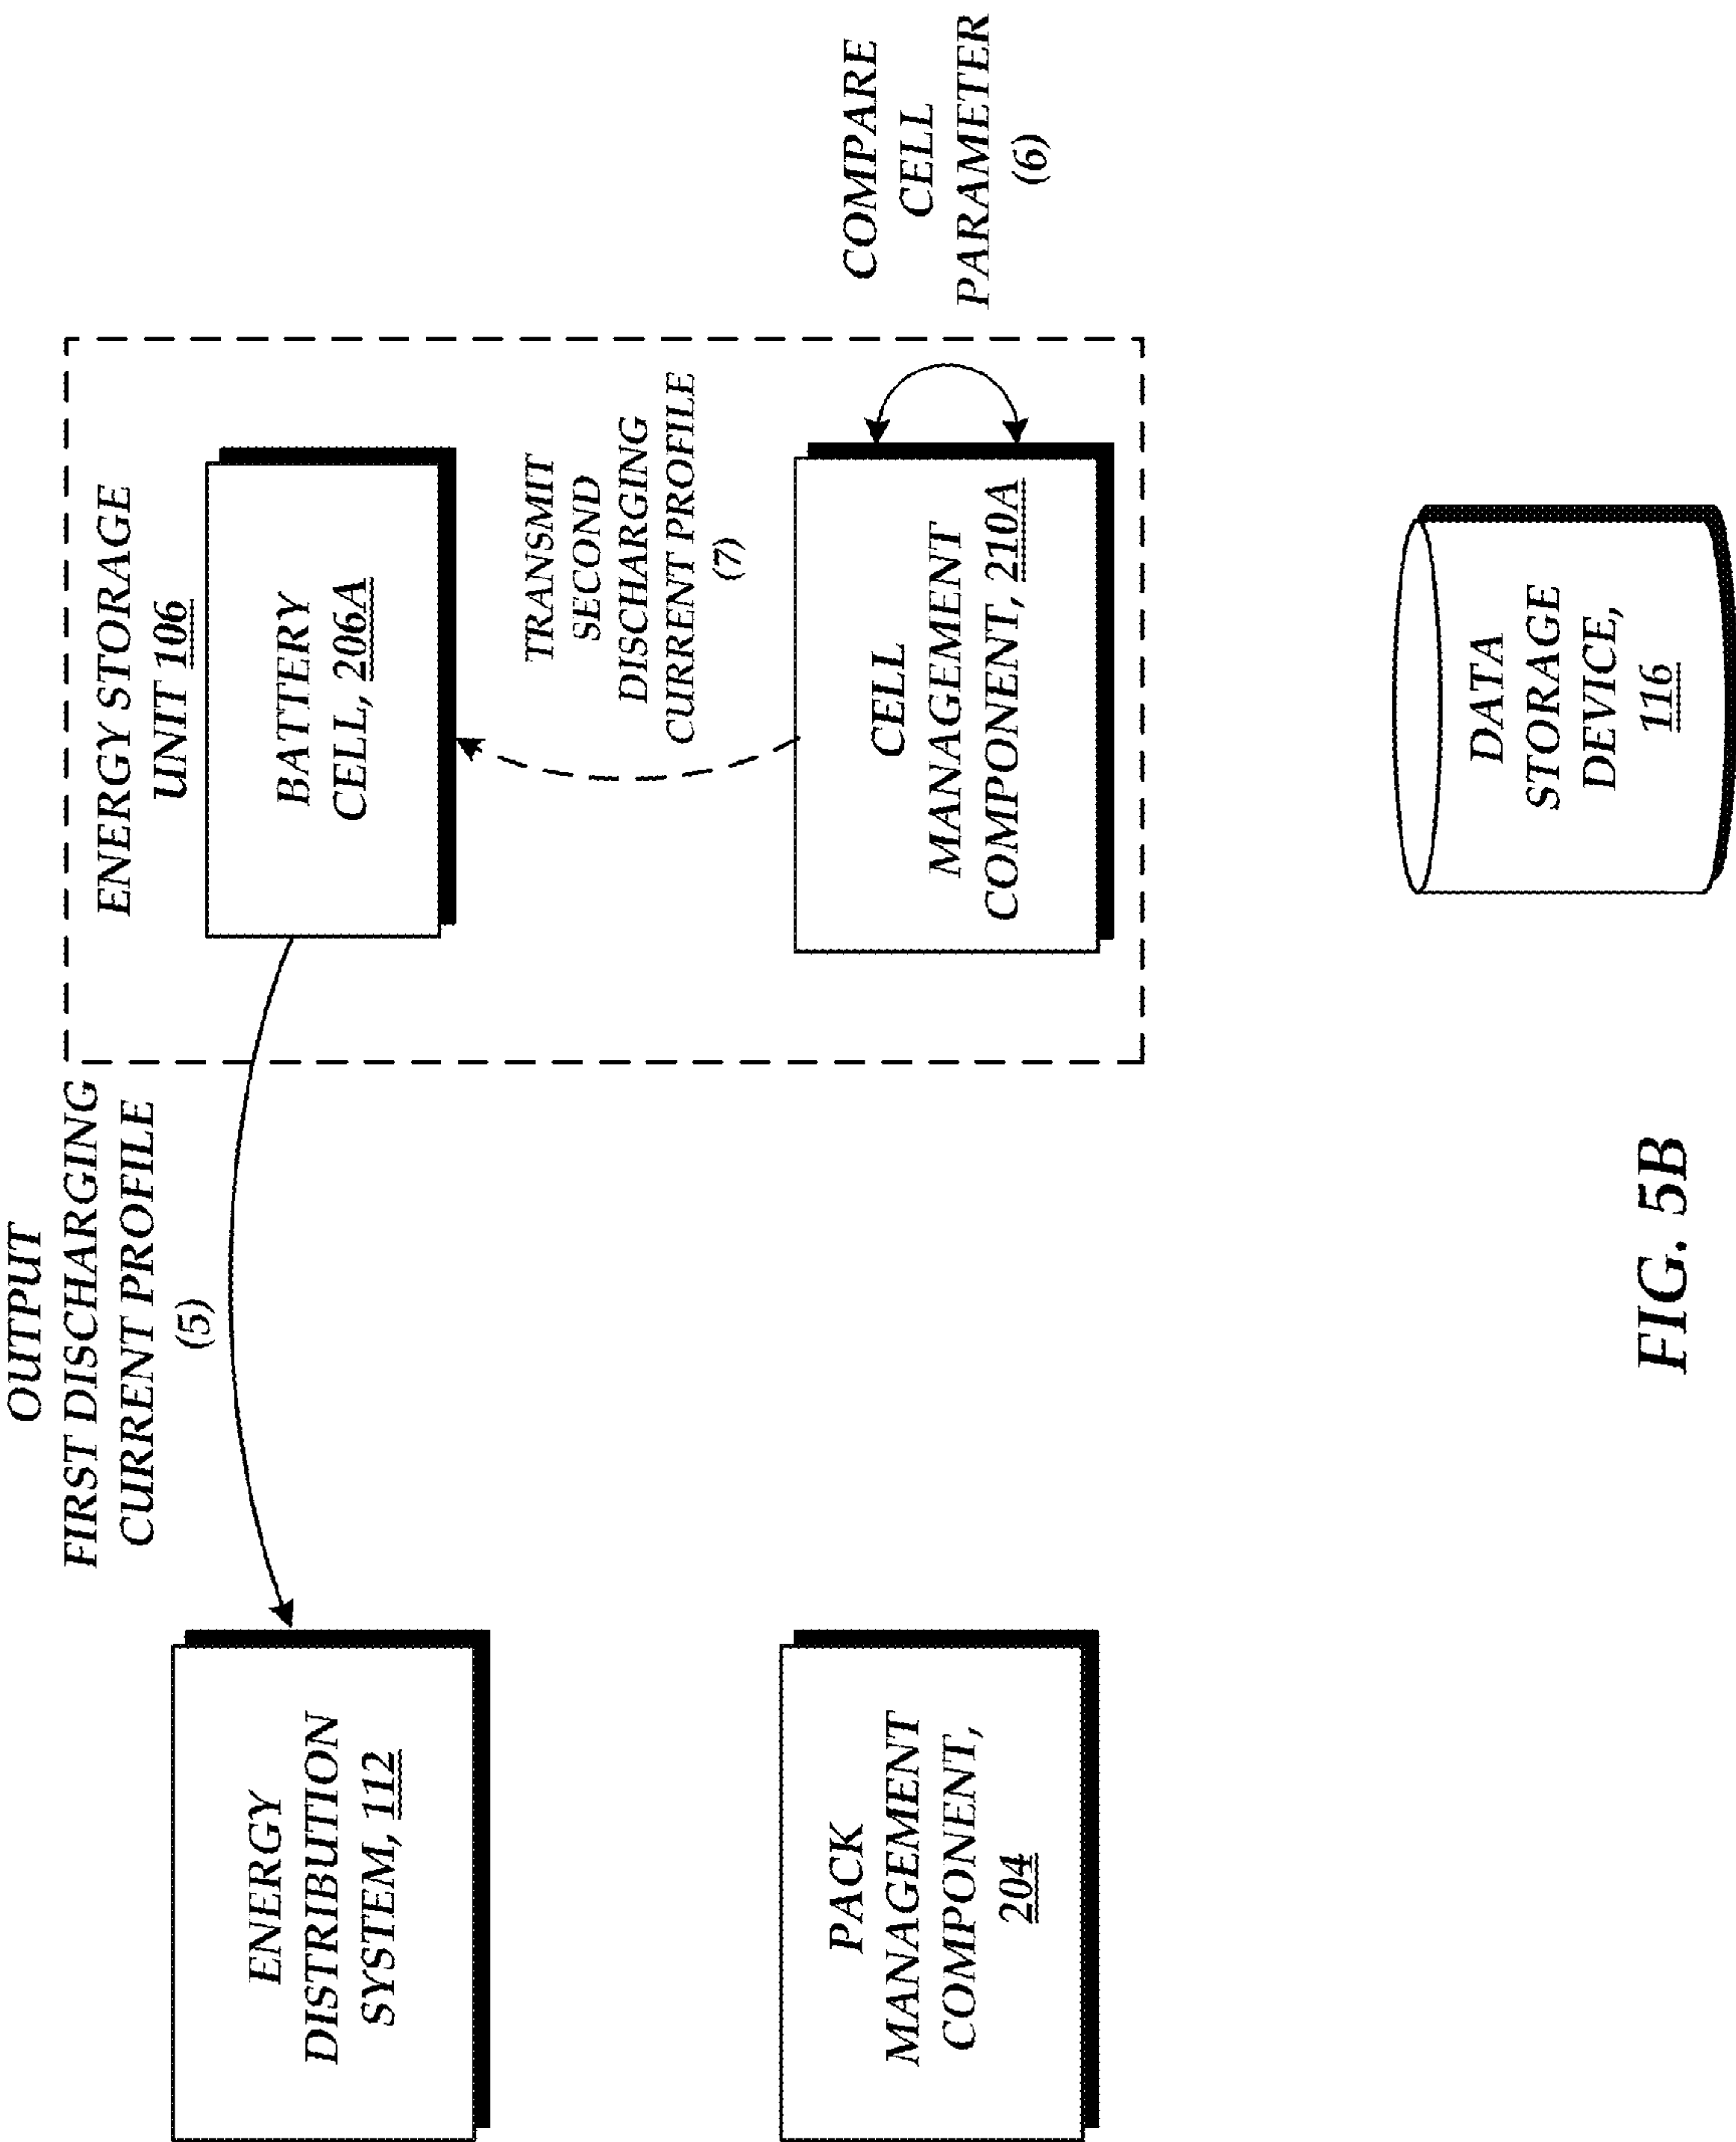 OUTPUT
FIRST DISCHARGING
CURRENT PROFILE
(5)
ENERGY STORAGE
UNIT 106
ENERGY
DISTRIBUTION
SYSTEM, 112
BATTERY
CELL, 206A
TRANSMIT
SECOND
DISCHARGING
CURRENT PROFILE
(7)
PACK
MANAGEMENT
COMPONENT,
204
CELL
MANAGEMENT
COMPONENT, 210A
COMPARE
CELL
PARAMETER
(6)
DATA
STORAGE
DEVICE,
116
FIG. 5B